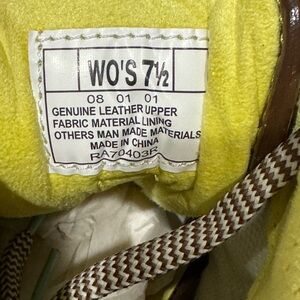 WO'S 7½
08 01 01
GENUINE LEATHER UPPER
FABRIC MATERIAL LINING
OTHERS MAN MADE MATERIALS
MADE IN CHINA
RA70403R